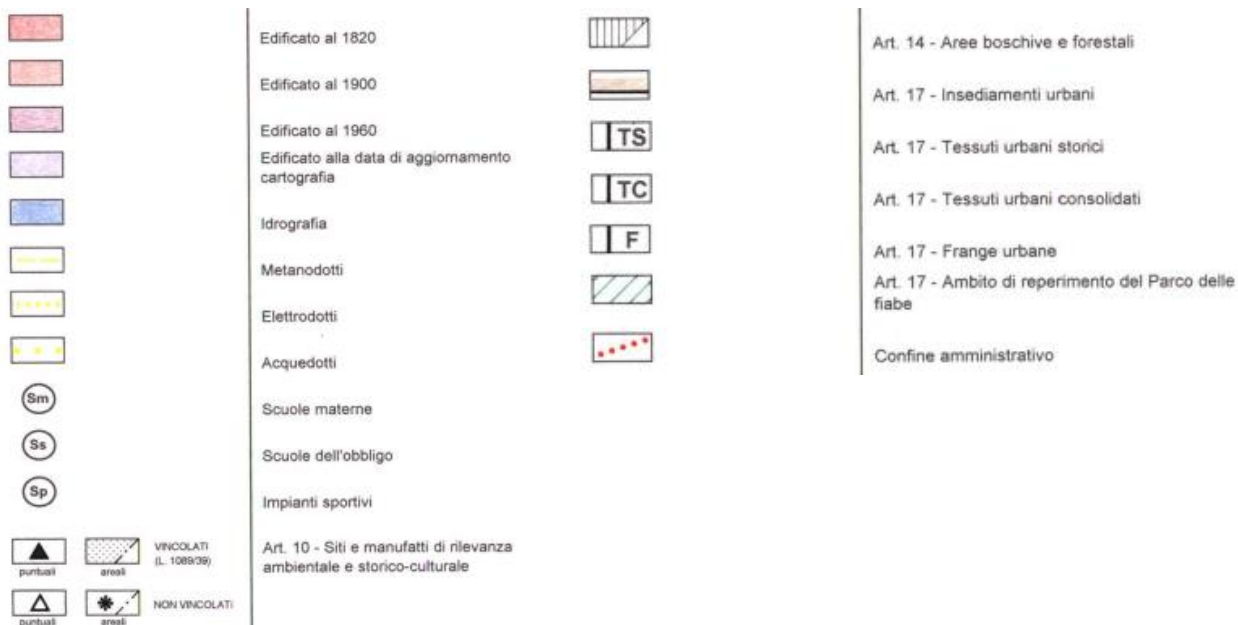 Edificato al 1820
Edificato al 1900
Edificato al 1960
Edificato alla data di aggiornamento
cartografia
Idrografia
Metanodotti
Elettrodotti
Acquedotti
Sm
Scuole materne
Ss
Scuole dell'obbligo
Sp
Impianti sportivi
puntuali
areali
VINCOLATI
(L. 1089/39)
Art. 10 - Siti e manufatti di rilevanza
ambientale e storico-culturale
puntuali
areali
NON VINCOLATI
Art. 14 - Aree boschive e forestali
Art. 17 - Insediamenti urbani
TS
Art. 17 - Tessuti urbani storici
TC
Art. 17 - Tessuti urbani consolidati
F
Art. 17 - Frange urbane
Art. 17 - Ambito di reperimento del Parco delle
fiabe
Confine amministrativo